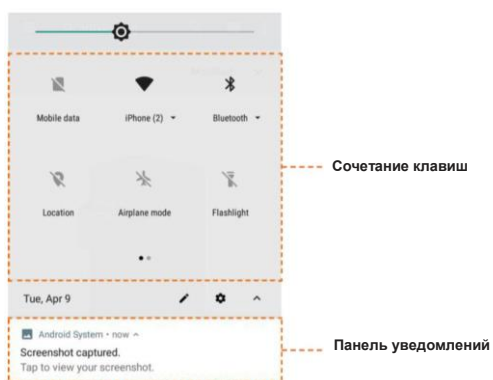 Mobile data
iPhone (2)
Bluetooth
Сочетание клавиш
Location
Airplane mode
Flashlight
Tue, Apr 9
Android System • now
Screenshot captured.
Tap to view your screenshot.
Панель уведомлений